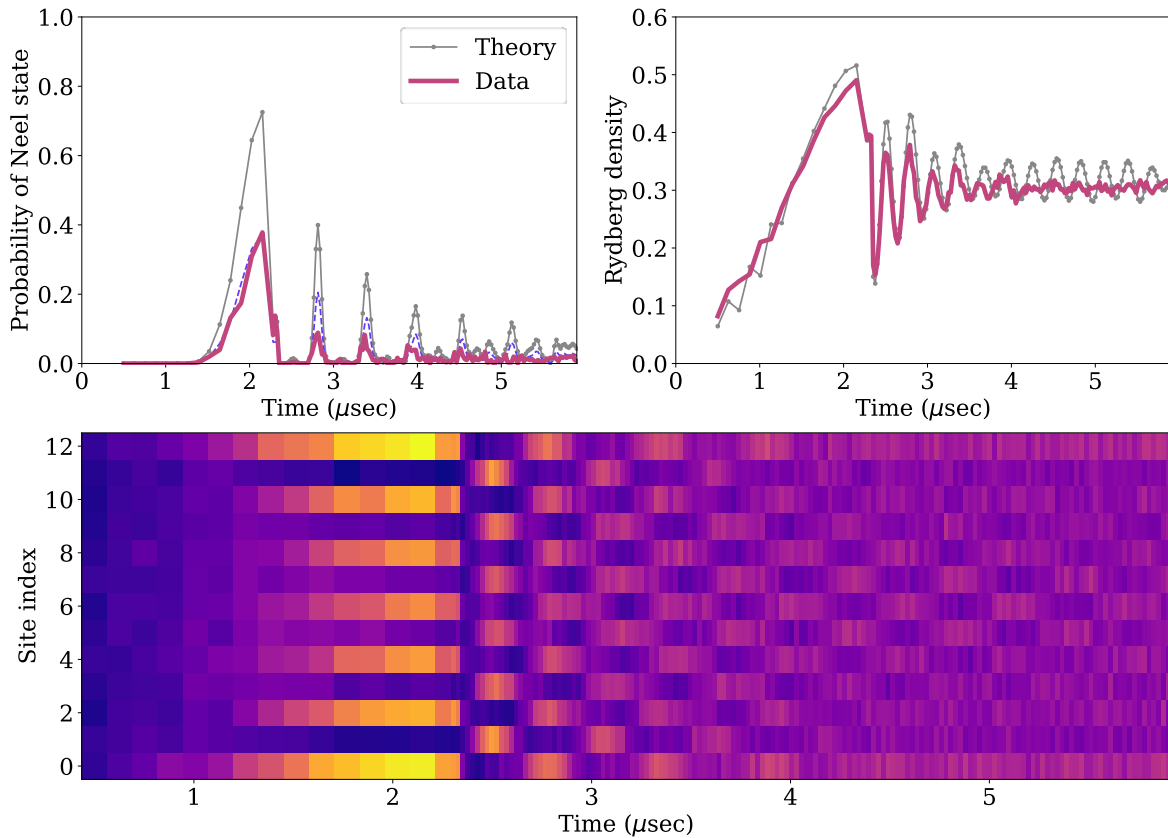 1.0
0.8
0.6
0.4
0.2
0.0
Probability of Neel state
Theory
Data
0 1 2 3 4 5
Time (μsec)
0.6
0.5
0.4
0.3
0.2
0.1
0.0
Rydberg density
0 1 2 3 4 5
Time (μsec)
12
10
8
6
4
2
0
Site index
1 2 3 4 5
Time (μsec)